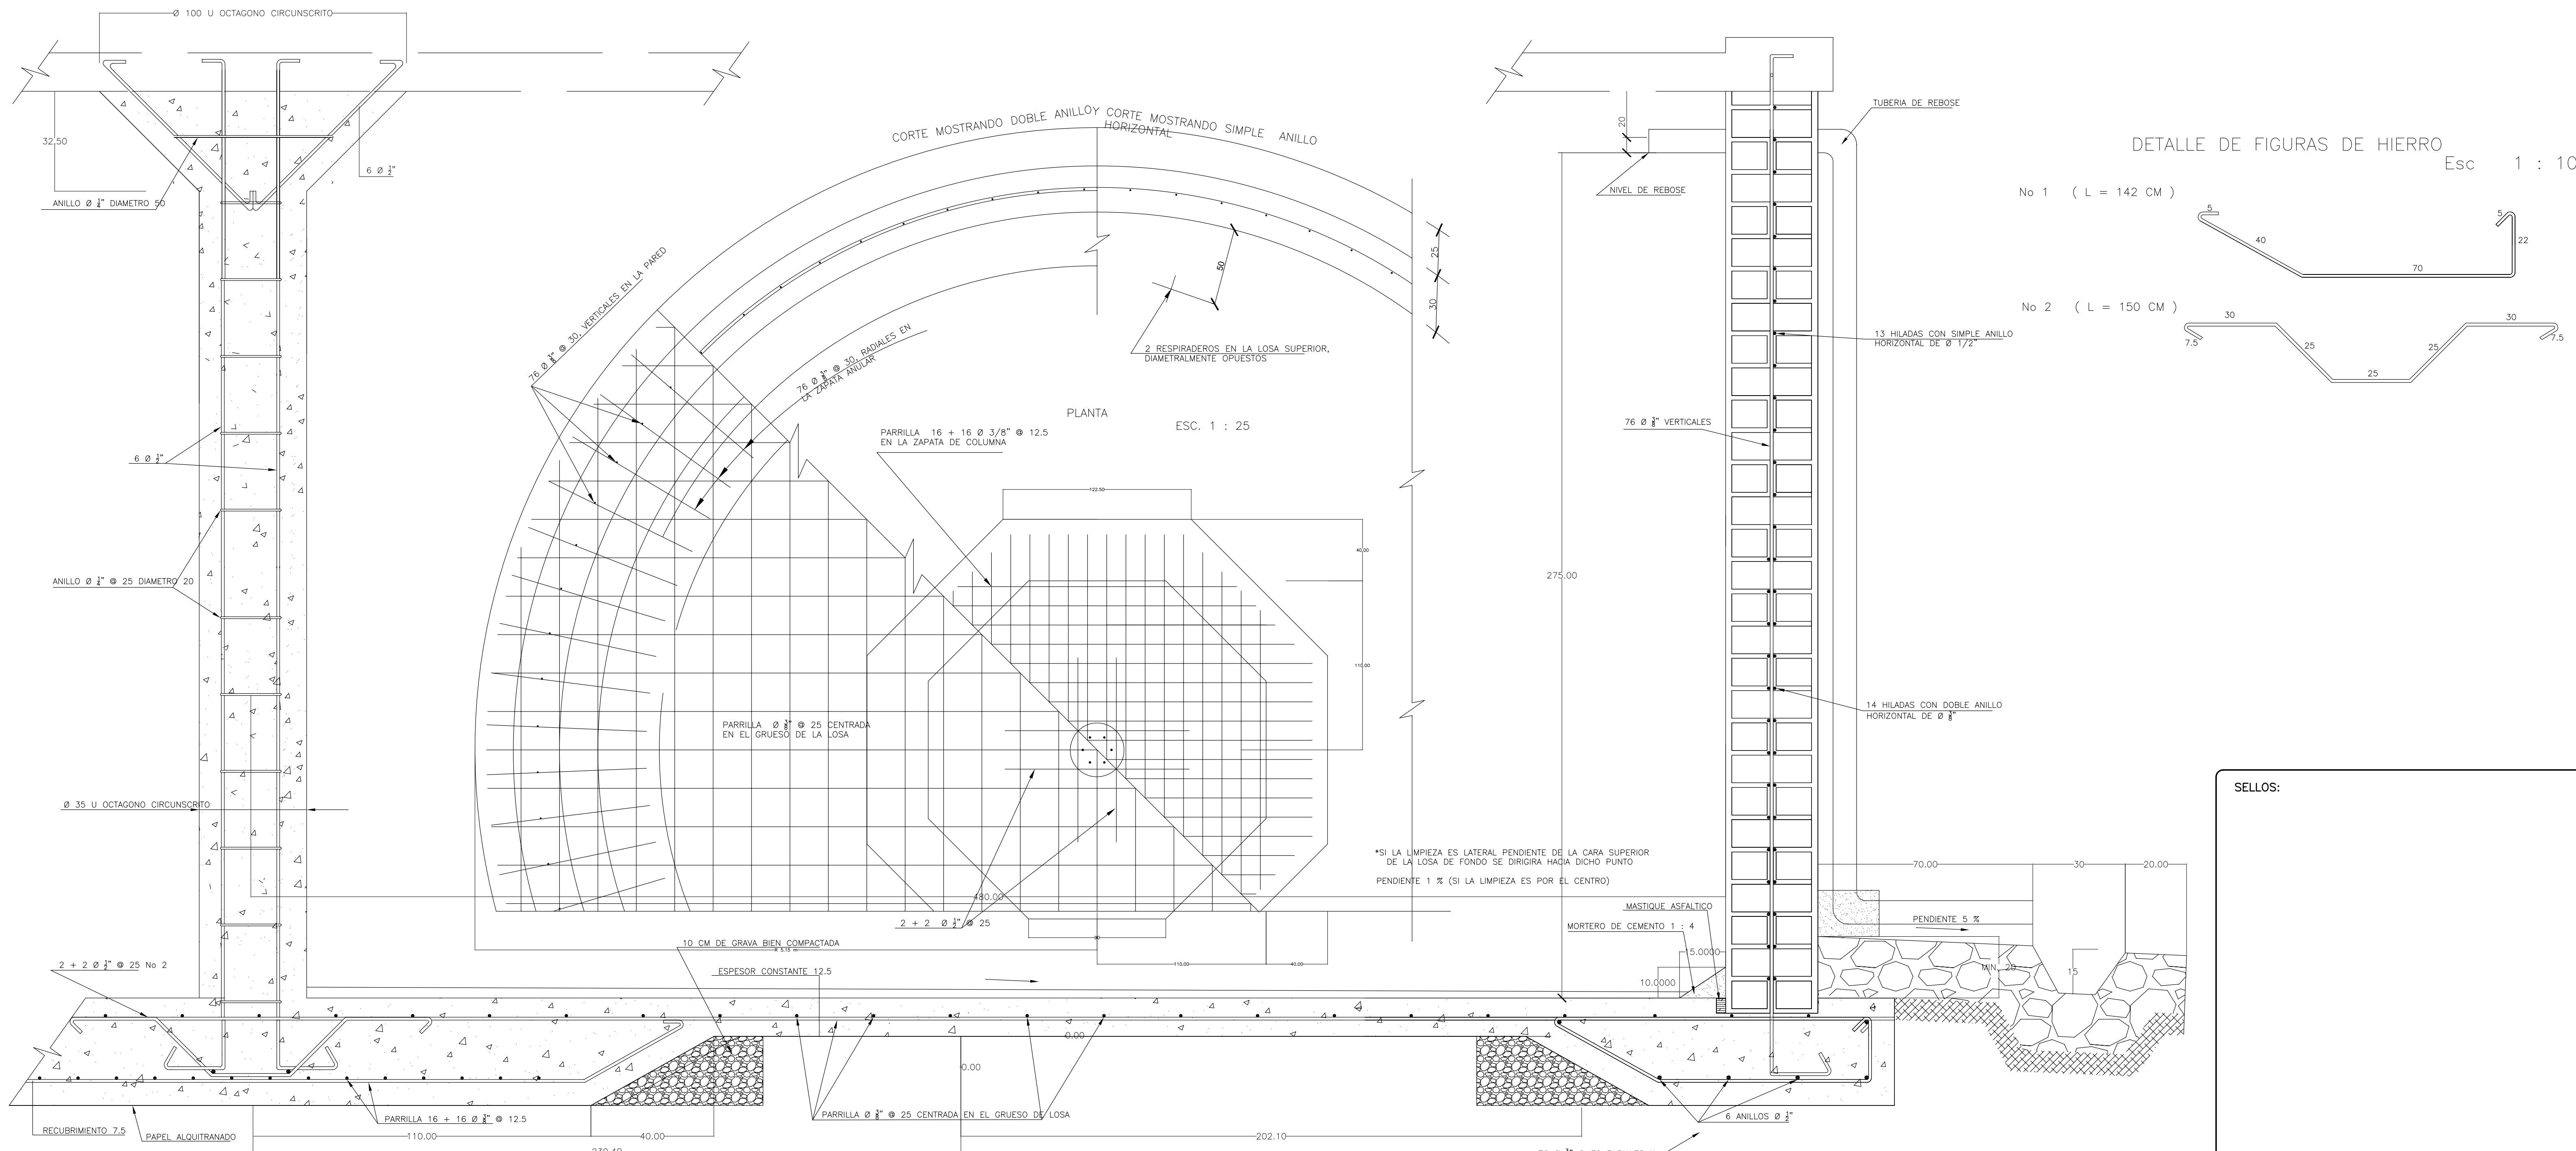 Ø 100 U OCTAGONO CIRCUNSCRITO
32.50
6 Ø 1/2"
ANILLO Ø 1/4" DIAMETRO 50
6 Ø 1/2"
ANILLO Ø 1/4" @ 25 DIAMETRO 20
Ø 35 U OCTAGONO CIRCUNSCRITO
2 + 2 Ø 1/2" @ 25 No 2
RECUBRIMIENTO 7.5
PAPEL ALQUITRANADO
110.00
40.00
PARRILLA 16 + 16 Ø 3/8" @ 12.5
CORTE MOSTRANDO DOBLE ANILLOY CORTE MOSTRANDO SIMPLE ANILLO
HORIZONTAL
76 Ø 3/8" @ 30, VERTICALES EN LA PARED
76 Ø 3/8" @ 30, RADIALES EN
LA ZAPATA ANULAR
50
25
30
2 RESPIRADEROS EN LA LOSA SUPERIOR,
DIAMETRALMENTE OPUESTOS
PLANTA
ESC. 1 : 25
PARRILLA 16 + 16 Ø 3/8" @ 12.5
EN LA ZAPATA DE COLUMNA
122.50
40.00
110.00
PARRILLA Ø 3/8" @ 25 CENTRADA
EN EL GRUESO DE LA LOSA
480.00
2 + 2 Ø 1/2" @ 25
110.00
40.00
10 CM DE GRAVA BIEN COMPACTADA
R 5.15 m
ESPESOR CONSTANTE 12.5
0.00
0.00
PARRILLA Ø 3/8" @ 25 CENTRADA EN EL GRUESO DE LOSA
202.10
*SI LA LIMPIEZA ES LATERAL PENDIENTE DE LA CARA SUPERIOR
DE LA LOSA DE FONDO SE DIRIGIRA HACIA DICHO PUNTO
PENDIENTE 1 % (SI LA LIMPIEZA ES POR EL CENTRO)
MASTIQUE ASFALTICO
MORTERO DE CEMENTO 1 : 4
15.0000
10.0000
20
NIVEL DE REBOSE
TUBERIA DE REBOSE
275.00
13 HILADAS CON SIMPLE ANILLO
HORIZONTAL DE Ø 1/2"
76 Ø 3/8" VERTICALES
14 HILADAS CON DOBLE ANILLO
HORIZONTAL DE Ø 3/8"
70.00
30
20.00
PENDIENTE 5 %
MIN. 20
15
6 ANILLOS Ø 1/2"
DETALLE DE FIGURAS DE HIERRO
Esc 1 : 10
No 1 ( L = 142 CM )
5
40
70
22
5
No 2 ( L = 150 CM )
30
7.5
25
25
25
30
7.5
SELLOS: